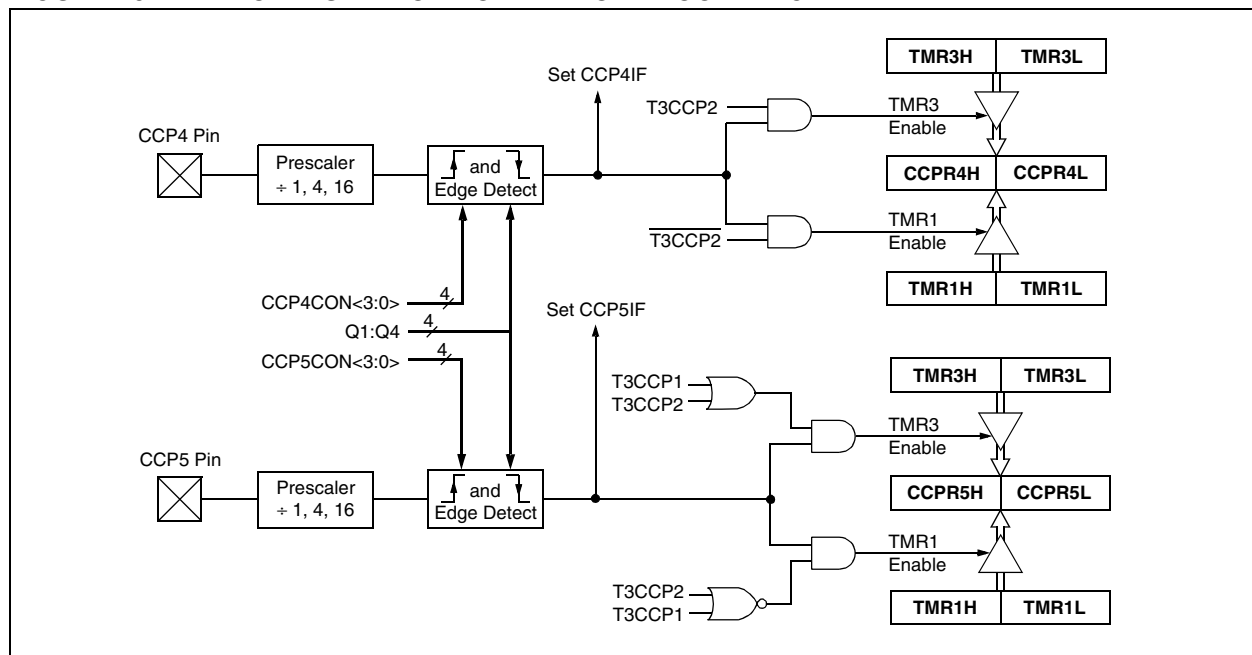 TMR3H TMR3L
Set CCP4IF
T3CCP2
TMR3
Enable
CCP4 Pin
Prescaler
÷ 1, 4, 16
and
Edge Detect
CCPR4H CCPR4L
T3CCP2
TMR1
Enable
TMR1H TMR1L
CCP4CON<3:0> 4
Q1:Q4 4
CCP5CON<3:0> 4
Set CCP5IF
TMR3H TMR3L
T3CCP1
T3CCP2
TMR3
Enable
CCP5 Pin
Prescaler
÷ 1, 4, 16
and
Edge Detect
CCPR5H CCPR5L
TMR1
Enable
T3CCP2
T3CCP1
TMR1H TMR1L